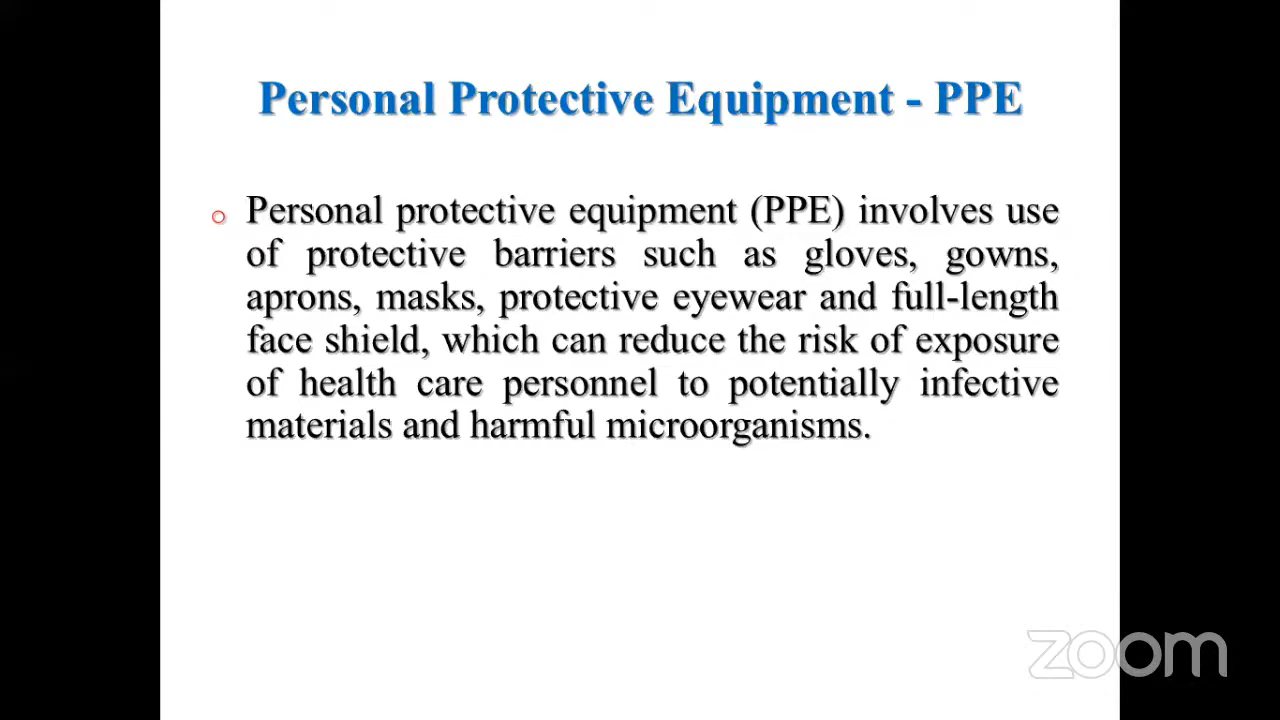 Personal Protective Equipment - PPE
Personal protective equipment (PPE) involves use
of protective barriers such as gloves, gowns,
aprons, masks, protective eyewear and full-length
face shield, which can reduce the risk of exposure
of health care personnel to potentially infective
materials and harmful microorganisms.
zoom